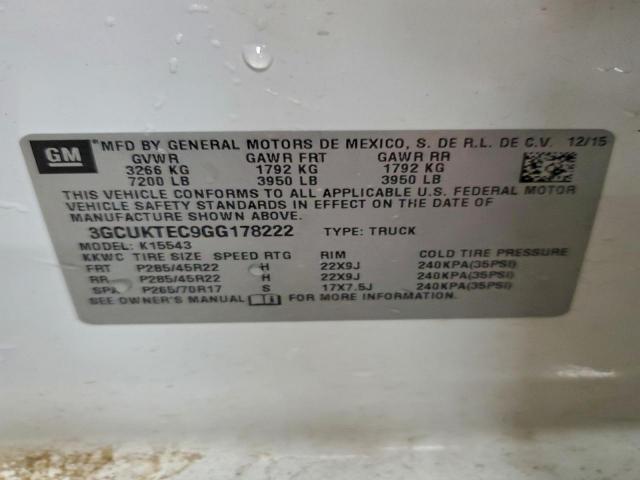 GM
MFD BY GENERAL MOTORS DE MEXICO, S. DE R.L. DE C.V. 12/15
GVWR GAWR FRT GAWR RR
3266 KG 1792 KG 1792 KG
7200 LB 3950 LB 3950 LB
THIS VEHICLE CONFORMS TO ALL APPLICABLE U.S. FEDERAL MOTOR
VEHICLE SAFETY STANDARDS IN EFFECT ON THE DATE OF
MANUFACTURE SHOWN ABOVE.
3GCUKTEC9GG178222 TYPE: TRUCK
MODEL: K15543
KKWC TIRE SIZE SPEED RTG RIM COLD TIRE PRESSURE
FRT P285/45R22 H 22X9J 240KPA(35PSI)
RR P285/45R22 H 22X9J 240KPA(35PSI)
SPA P265/70R17 S 17X7.5J 240KPA(35PSI)
SEE OWNER'S MANUAL FOR MORE INFORMATION.